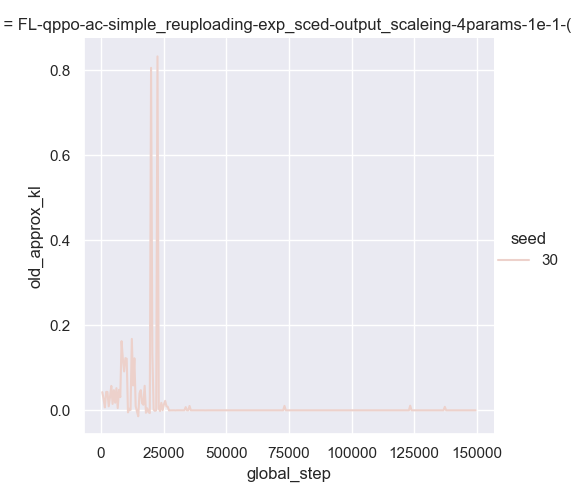 = FL-qppo-ac-simple_reuploading-exp_sced-output_scaleing-4params-1e-1-(
old_approx_kl
0.8
0.6
0.4
0.2
0.0
0 25000 50000 75000 100000 125000 150000
global_step
seed
30